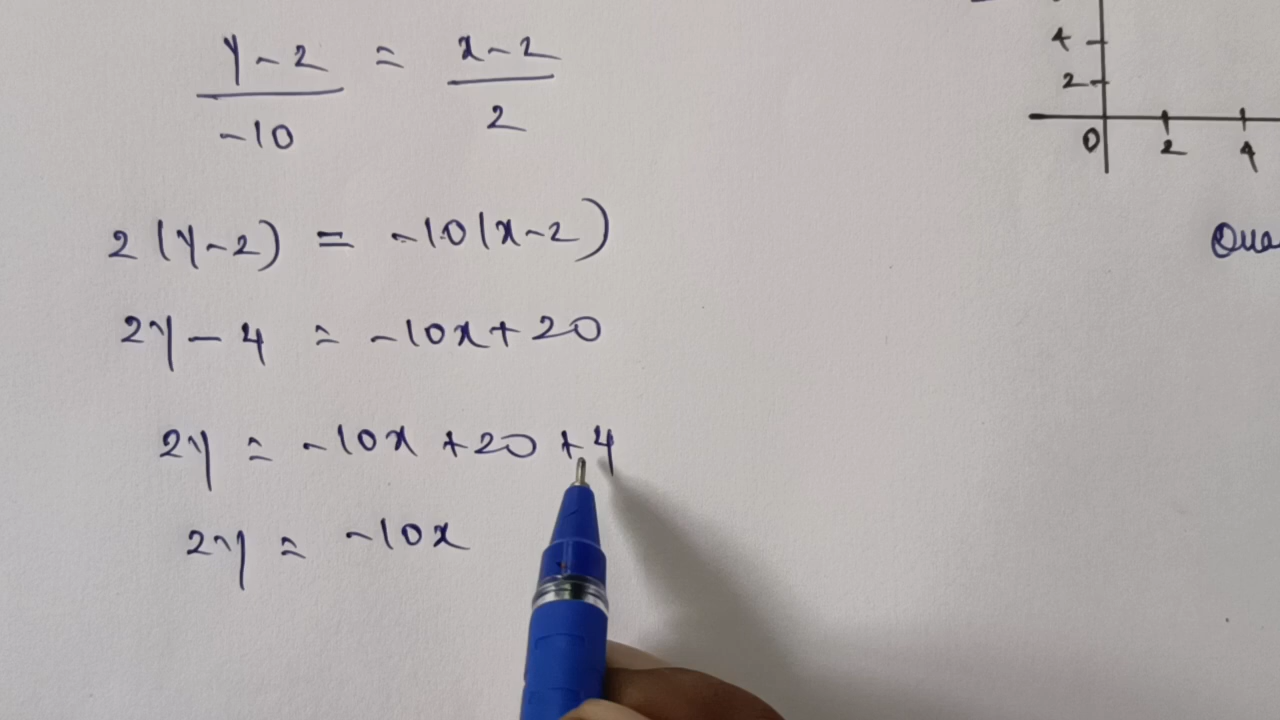 y-2 = x-2
-10 2
2(y-2) = -10(x-2)
2y - 4 = -10x + 20
2y = -10x + 20 + 4
2y = -10x
4
2
0 2 4